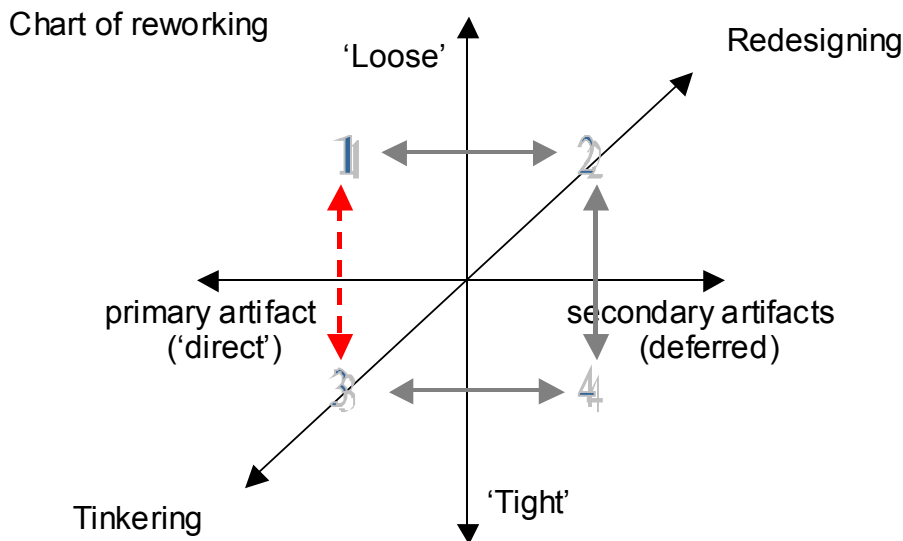 Chart of reworking
‘Loose’
Redesigning
1
2
primary artifact
(‘direct’)
secondary artifacts
(deferred)
3
4
Tinkering
‘Tight’